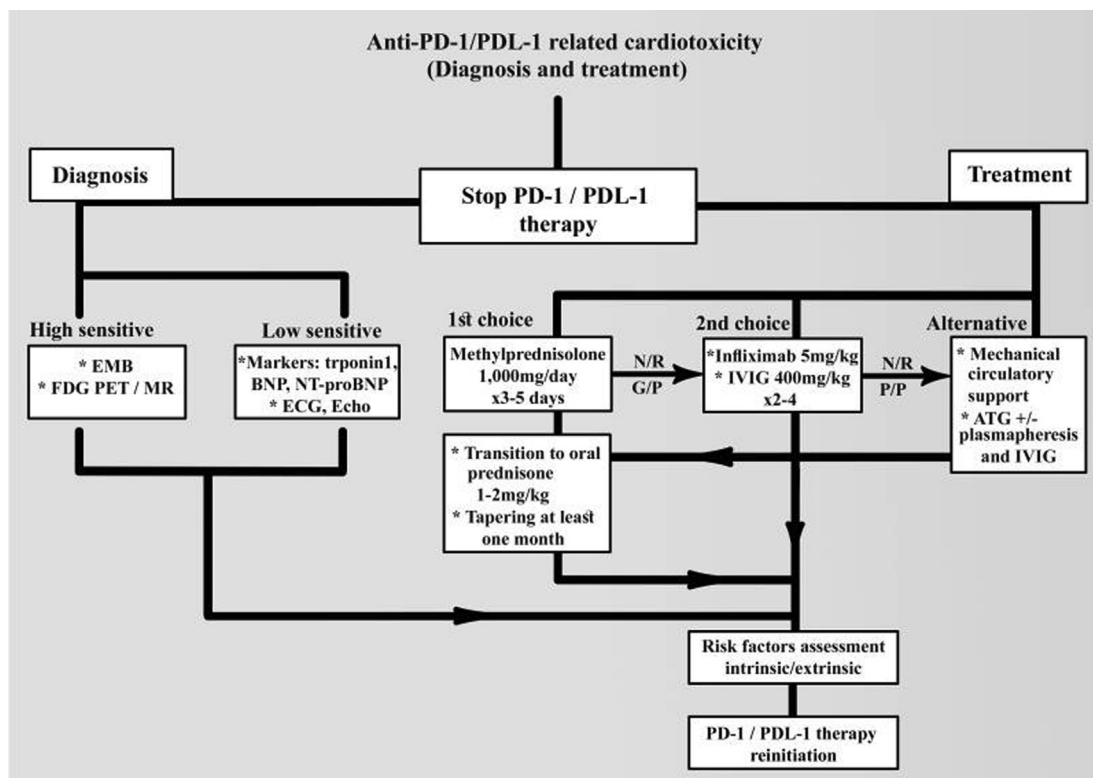 Anti-PD-1/PDL-1 related cardiotoxicity
(Diagnosis and treatment)
Diagnosis
Stop PD-1 / PDL-1
therapy
Treatment
High sensitive
* EMB
* FDG PET / MR
Low sensitive
*Markers: trponin1,
BNP, NT-proBNP
* ECG, Echo
1st choice
Methylprednisolone
1,000mg/day
x3-5 days
N/R
G/P
2nd choice
*Infliximab 5mg/kg
* IVIG 400mg/kg
x2-4
N/R
P/P
Alternative
* Mechanical
circulatory
support
* ATG +/-
plasmapheresis
and IVIG
* Transition to oral
prednisone
1-2mg/kg
* Tapering at least
one month
Risk factors assessment
intrinsic/extrinsic
PD-1 / PDL-1 therapy
reinitiation